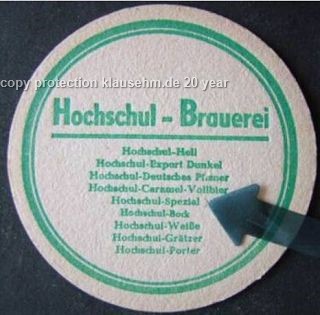 copy protection klausehm.de 20 year
Hochschul - Brauerei
Hochschul-Hell
Hochschul-Export Dunkel
Hochschul-Deutsches Pilsner
Hochschul-Caramel-Vollbier
Hochschul-Spezial
Hochschul-Bock
Hochschul-Weiße
Hochschul-Grätzer
Hochschul-Porter